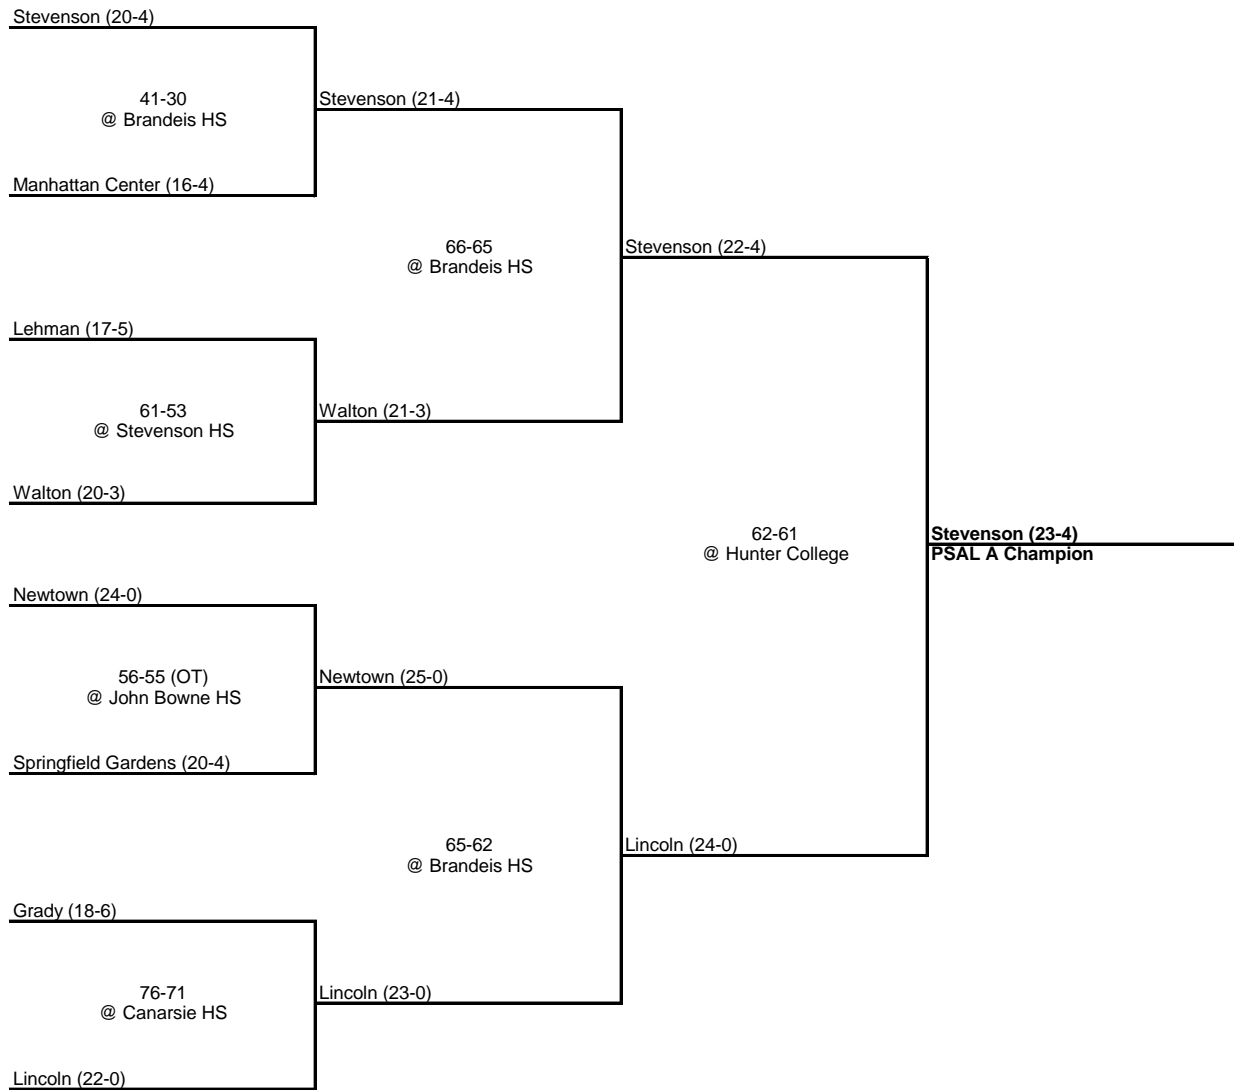 Stevenson (20-4)
41-30
@ Brandeis HS
Stevenson (21-4)
Manhattan Center (16-4)
66-65
@ Brandeis HS
Stevenson (22-4)
Lehman (17-5)
61-53
@ Stevenson HS
Walton (21-3)
Walton (20-3)
62-61
@ Hunter College
Stevenson (23-4)
PSAL A Champion
Newtown (24-0)
56-55 (OT)
@ John Bowne HS
Newtown (25-0)
Springfield Gardens (20-4)
65-62
@ Brandeis HS
Lincoln (24-0)
Grady (18-6)
76-71
@ Canarsie HS
Lincoln (23-0)
Lincoln (22-0)